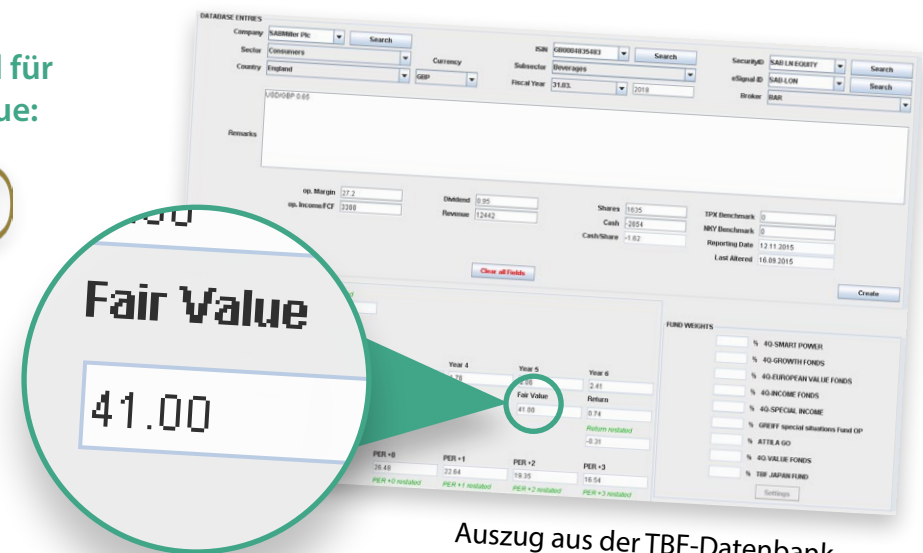 für
ue:
DATABASE ENTRIES
Company SABMiller Plc Search ISIN GB0004835483 Search SecurityID SAB LN EQUITY Search
Sector Consumers Currency Subsector Beverages eSignal ID SAB-LON Search
Country England GBP Fiscal Year 31.03. 2018 Broker BAR
USD/GBP 0.65
Remarks
op. Margin 27.2 Dividend 0.95 Shares 1635 TPX Benchmark 0
op. Income/FCF 3388 Revenue 12442 Cash -2854 NKY Benchmark 0
Cash/Share -1.62 Reporting Date 12.11.2015
Last Altered 16.09.2015
Clear all Fields Create
Fair Value
41.00
Year 4 Year 5 Year 6
2.41
Fair Value Return
41.00 0.74
Return restated
-0.31
PER +0 PER +1 PER +2 PER +3
26.48 22.64 19.35 16.54
PER +0 restated PER +1 restated PER +2 restated PER +3 restated
FUND WEIGHTS
% 4Q-SMART POWER
% 4Q-GROWTH FONDS
% 4Q-EUROPEAN VALUE FONDS
% 4Q-INCOME FONDS
% 4Q-SPECIAL INCOME
% GREIFF special situations Fund OP
% ATTILA GO
% 4Q-VALUE FONDS
% TBF JAPAN FUND
Settings
Auszug aus der TBF-Datenbank